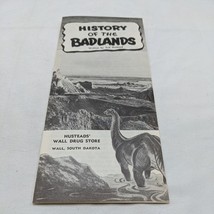 HISTORY
OF THE
BADLANDS
HUSTEADS'
WALL DRUG STORE
WALL, SOUTH DAKOTA